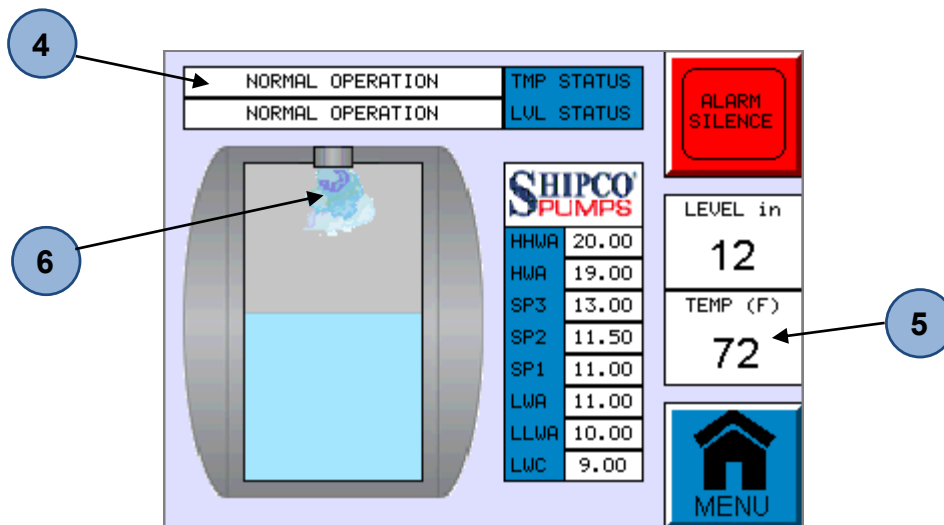 4
NORMAL OPERATION TMP STATUS
NORMAL OPERATION LVL STATUS
ALARM
SILENCE
6
SHIPCO®
PUMPS
HHWA 20.00
HWA 19.00
SP3 13.00
SP2 11.50
SP1 11.00
LWA 11.00
LLWA 10.00
LWC 9.00
LEVEL in
12
TEMP (F)
72
5
MENU